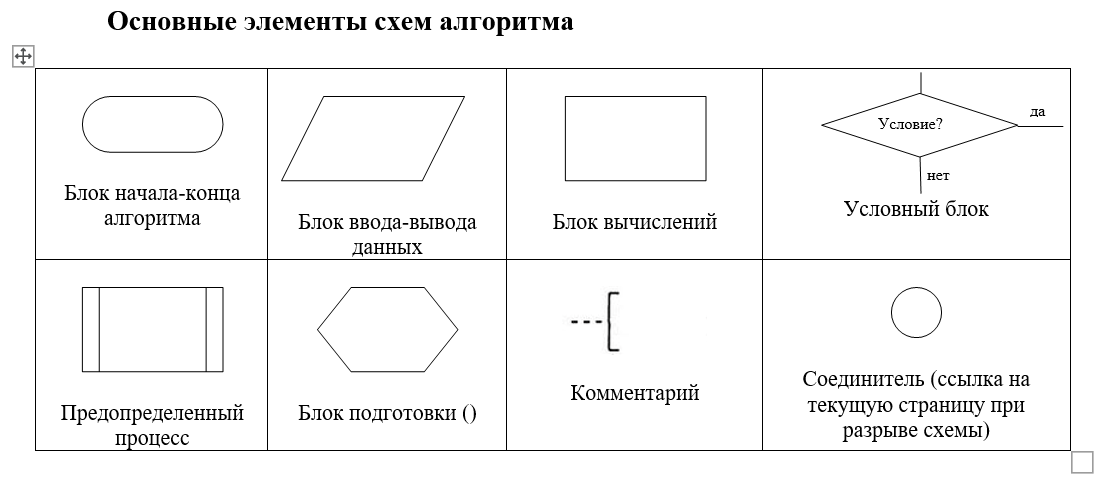 Основные элементы схем алгоритма
Блок начала-конца
алгоритма
Блок ввода-вывода
данных
Блок вычислений
Условие?
да
нет
Условный блок
Предопределенный
процесс
Блок подготовки ()
Комментарий
Соединитель (ссылка на
текущую страницу при
разрыве схемы)